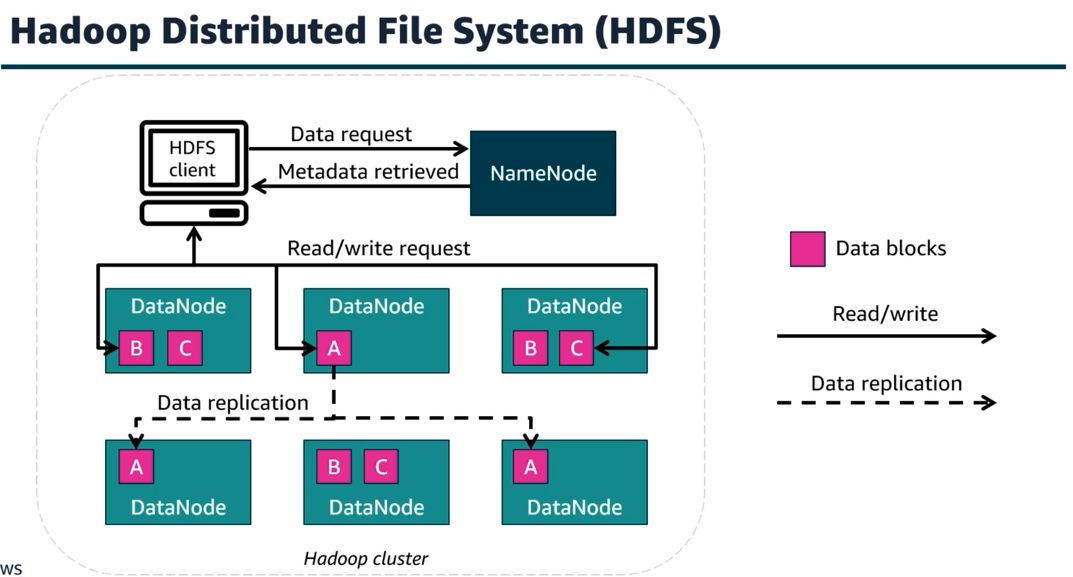 Hadoop Distributed File System (HDFS)
HDFS
client
Data request
Metadata retrieved
NameNode
Read/write request
DataNode
B C
DataNode
A
DataNode
B C
Data replication
A
DataNode
B C
DataNode
A
DataNode
Hadoop cluster
Data blocks
Read/write
Data replication
ws